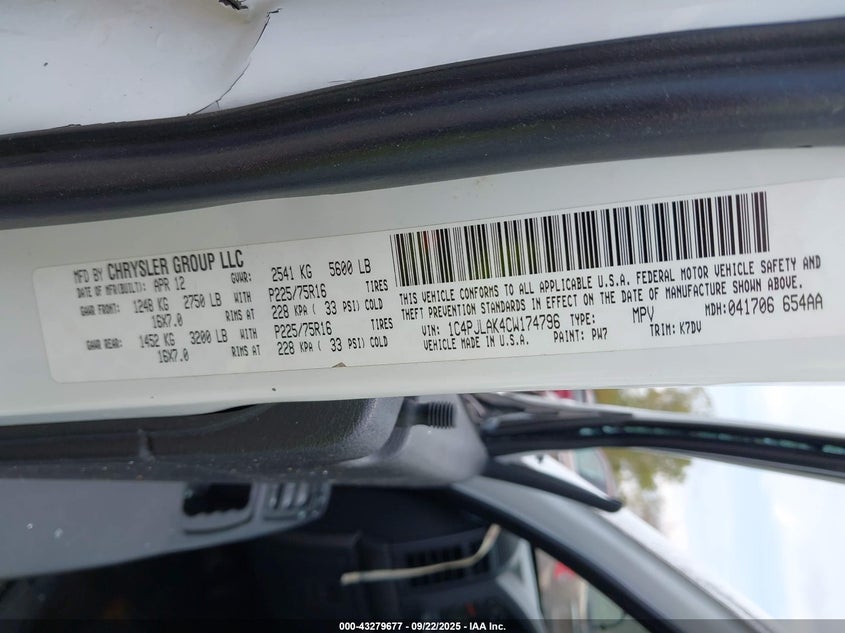 MFD BY CHRYSLER GROUP LLC
DATE OF MFR(BUILT): APR 12 GVWR: 2541 KG 5600 LB
GAWR FRONT: 1248 KG 2750 LB WITH P225/75R16 TIRES
16X7.0 RIMS AT 228 KPA ( 33 PSI) COLD
GAWR REAR: 1452 KG 3200 LB WITH P225/75R16 TIRES
16X7.0 RIMS AT 228 KPA ( 33 PSI) COLD
THIS VEHICLE CONFORMS TO ALL APPLICABLE U.S.A. FEDERAL MOTOR VEHICLE SAFETY AND
THEFT PREVENTION STANDARDS IN EFFECT ON THE DATE OF MANUFACTURE SHOWN ABOVE.
VIN: 1C4PJLAK4CW174796 TYPE: MPV MDH: 041706 654AA
VEHICLE MADE IN U.S.A. PAINT: PW7 TRIM: K7DV
000-43279677 - 09/22/2025 - IAA Inc.